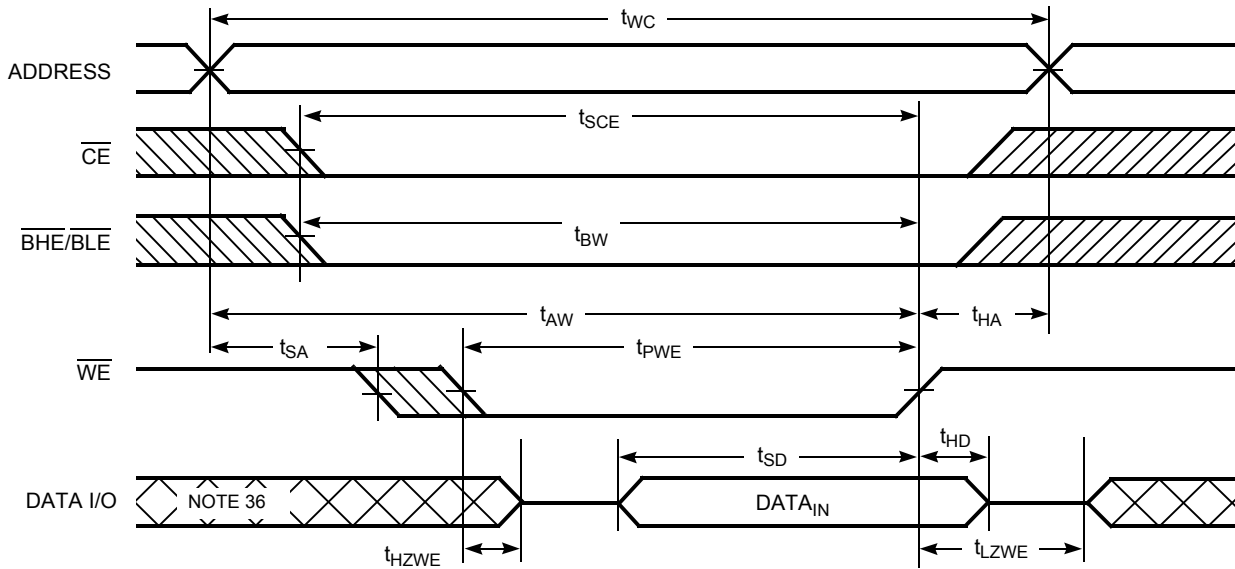 tWC
ADDRESS
tSCE
CE
tBW
BHE/BLE
tAW
tHA
tSA
tPWE
WE
tHD
tSD
DATA I/O
NOTE 36
DATAIN
tHZWE
tLZWE